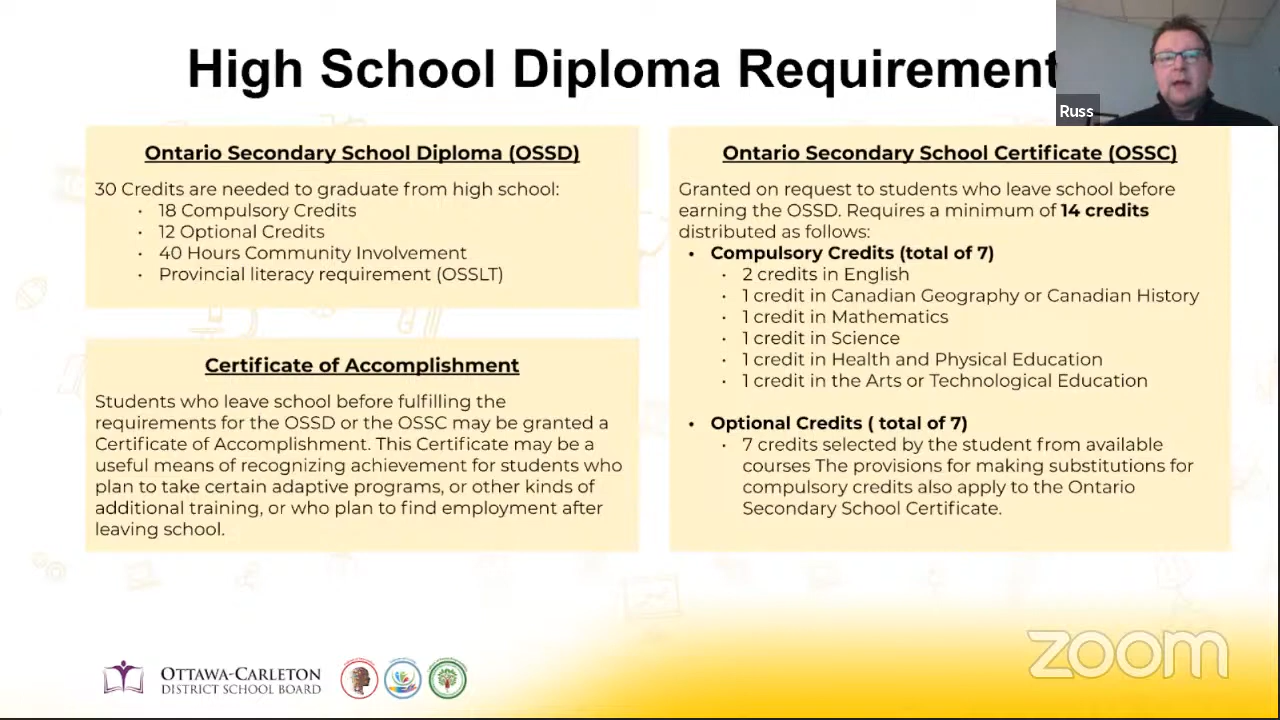 High School Diploma Requirement
Russ
Ontario Secondary School Diploma (OSSD)
30 Credits are needed to graduate from high school:
• 18 Compulsory Credits
• 12 Optional Credits
• 40 Hours Community Involvement
• Provincial literacy requirement (OSSLT)
Certificate of Accomplishment
Students who leave school before fulfilling the
requirements for the OSSD or the OSSC may be granted a
Certificate of Accomplishment. This Certificate may be a
useful means of recognizing achievement for students who
plan to take certain adaptive programs, or other kinds of
additional training, or who plan to find employment after
leaving school.
Ontario Secondary School Certificate (OSSC)
Granted on request to students who leave school before
earning the OSSD. Requires a minimum of 14 credits
distributed as follows:
• Compulsory Credits (total of 7)
• 2 credits in English
• 1 credit in Canadian Geography or Canadian History
• 1 credit in Mathematics
• 1 credit in Science
• 1 credit in Health and Physical Education
• 1 credit in the Arts or Technological Education
• Optional Credits ( total of 7)
• 7 credits selected by the student from available
courses The provisions for making substitutions for
compulsory credits also apply to the Ontario
Secondary School Certificate.
OTTAWA-CARLETON
DISTRICT SCHOOL BOARD
zoom